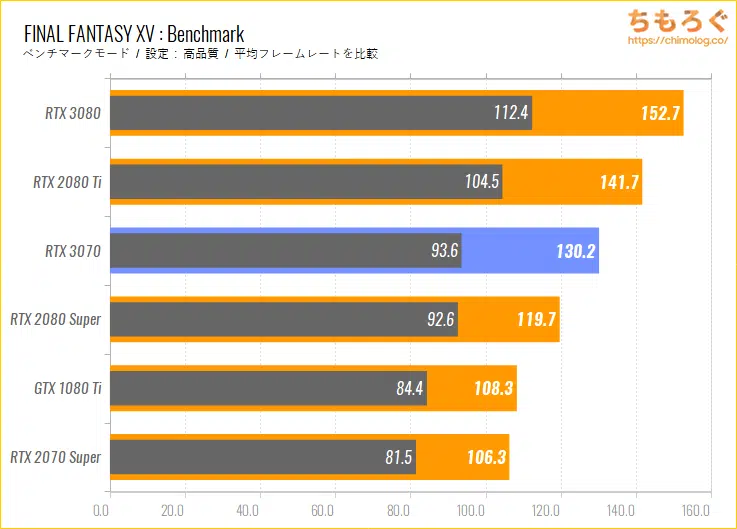 FINAL FANTASY XV : Benchmark
ベンチマークモード / 設定 : 高品質 / 平均フレームレートを比較
ちもろぐ
https://chimolog.co/
RTX 3080 112.4 152.7
RTX 2080 Ti 104.5 141.7
RTX 3070 93.6 130.2
RTX 2080 Super 92.6 119.7
GTX 1080 Ti 84.4 108.3
RTX 2070 Super 81.5 106.3
0.0 20.0 40.0 60.0 80.0 100.0 120.0 140.0 160.0